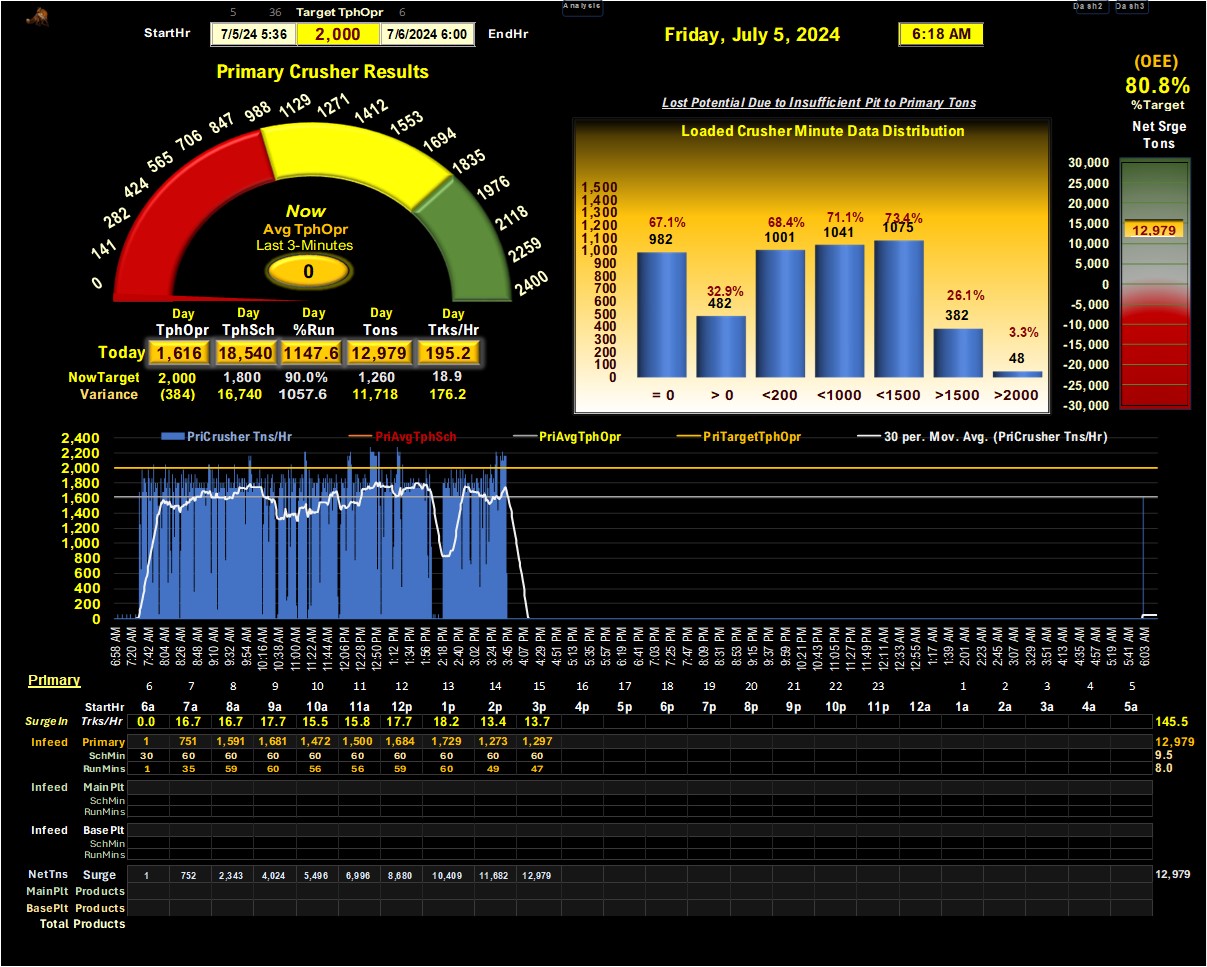 5 36 Target TphOpr 6
Analysis
Dash2 Dash3
StartHr 7/5/24 5:36 2,000 7/6/2024 6:00 EndHr
Friday, July 5, 2024
6:18 AM
Primary Crusher Results
0 141 282 424 565 706 847 988 1129 1271 1412 1553 1694 1835 1976 2118 2259 2400
Now
Avg TphOpr
Last 3-Minutes
0
Day Day Day Day Day
TphOpr TphSch %Run Tons Trks/Hr
Today 1,616 18,540 1147.6 12,979 195.2
NowTarget 2,000 1,800 90.0% 1,260 18.9
Variance (384) 16,740 1057.6 11,718 176.2
Lost Potential Due to Insufficient Pit to Primary Tons
Loaded Crusher Minute Data Distribution
1,500
1,400
1,300
1,200
1,100
1,000
900
800
700
600
500
400
300
200
100
0
67.1% 32.9% 68.4% 71.1% 73.4% 26.1% 3.3%
982 482 1001 1041 1075 382 48
= 0 > 0 <200 <1000 <1500 >1500 >2000
(OEE)
80.8%
%Target
Net Srge
Tons
30,000
25,000
20,000
15,000
10,000
5,000
0
-5,000
-10,000
-15,000
-20,000
-25,000
-30,000
12,979
PriCrusher Tns/Hr PriAvgTphSch PriAvgTphOpr PriTargetTphOpr 30 per. Mov. Avg. (PriCrusher Tns/Hr)
2,400
2,200
2,000
1,800
1,600
1,400
1,200
1,000
800
600
400
200
0
6:58 AM 7:20 AM 7:42 AM 8:04 AM 8:26 AM 8:48 AM 9:10 AM 9:32 AM 9:54 AM 10:16 AM 10:38 AM 11:00 AM 11:22 AM 11:44 AM 12:06 PM 12:28 PM 12:50 PM 1:12 PM 1:34 PM 1:56 PM 2:18 PM 2:40 PM 3:02 PM 3:24 PM 3:45 PM 4:07 PM 4:29 PM 4:51 PM 5:13 PM 5:35 PM 5:57 PM 6:19 PM 6:41 PM 7:03 PM 7:25 PM 7:47 PM 8:09 PM 8:31 PM 8:53 PM 9:15 PM 9:37 PM 9:59 PM 10:21 PM 10:43 PM 11:05 PM 11:27 PM 11:49 PM 12:11 AM 12:33 AM 12:55 AM 1:17 AM 1:39 AM 2:01 AM 2:23 AM 2:45 AM 3:07 AM 3:29 AM 3:51 AM 4:13 AM 4:35 AM 4:57 AM 5:19 AM 5:41 AM 6:03 AM
Primary
6 7 8 9 10 11 12 13 14 15 16 17 18 19 20 21 22 23 1 2 3 4 5
StartHr 6a 7a 8a 9a 10a 11a 12p 1p 2p 3p 4p 5p 6p 7p 8p 9p 10p 11p 12a 1a 2a 3a 4a 5a
SurgeIn Trks/Hr 0.0 16.7 16.7 17.7 15.5 15.8 17.7 18.2 13.4 13.7 145.5
Infeed Primary 1 751 1,591 1,681 1,472 1,500 1,684 1,729 1,273 1,297 12,979
SchMin 30 60 60 60 60 60 60 60 60 60 9.5
RunMins 1 35 59 60 56 56 59 60 49 47 8.0
Infeed MainPlt
SchMin
RunMins
Infeed BasePlt
SchMin
RunMins
NetTns Surge 1 752 2,343 4,024 5,496 6,996 8,680 10,409 11,682 12,979 12,979
MainPlt Products
BasePlt Products
Total Products